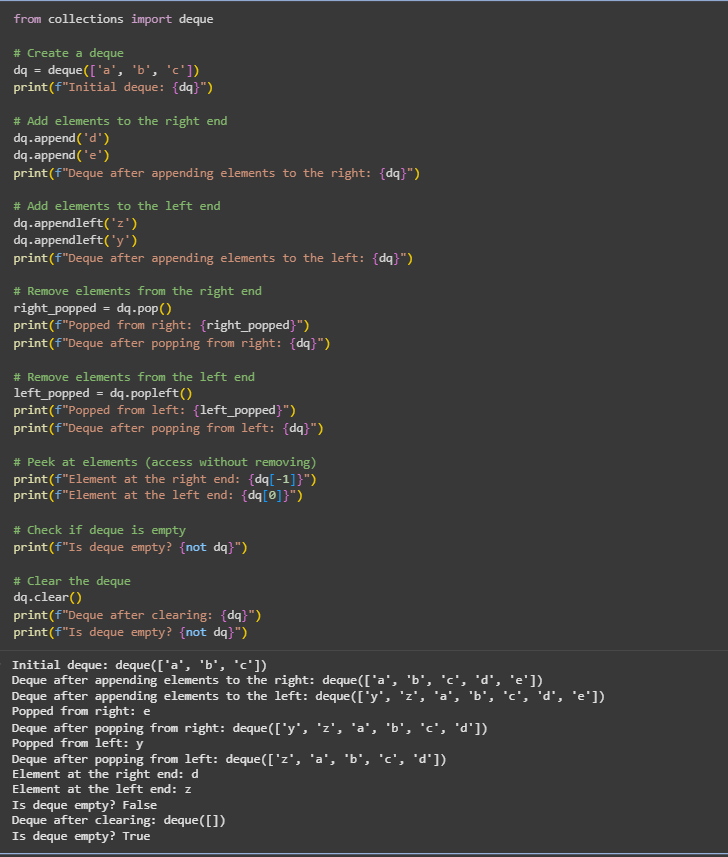 from collections import deque
# Create a deque
dq = deque(['a', 'b', 'c'])
print(f"Initial deque: {dq}")
# Add elements to the right end
dq.append('d')
dq.append('e')
print(f"Deque after appending elements to the right: {dq}")
# Add elements to the left end
dq.appendleft('z')
dq.appendleft('y')
print(f"Deque after appending elements to the left: {dq}")
# Remove elements from the right end
right_popped = dq.pop()
print(f"Popped from right: {right_popped}")
print(f"Deque after popping from right: {dq}")
# Remove elements from the left end
left_popped = dq.popleft()
print(f"Popped from left: {left_popped}")
print(f"Deque after popping from left: {dq}")
# Peek at elements (access without removing)
print(f"Element at the right end: {dq[-1]}")
print(f"Element at the left end: {dq[0]}")
# Check if deque is empty
print(f"Is deque empty? {not dq}")
# Clear the deque
dq.clear()
print(f"Deque after clearing: {dq}")
print(f"Is deque empty? {not dq}")
Initial deque: deque(['a', 'b', 'c'])
Deque after appending elements to the right: deque(['a', 'b', 'c', 'd', 'e'])
Deque after appending elements to the left: deque(['y', 'z', 'a', 'b', 'c', 'd', 'e'])
Popped from right: e
Deque after popping from right: deque(['y', 'z', 'a', 'b', 'c', 'd'])
Popped from left: y
Deque after popping from left: deque(['z', 'a', 'b', 'c', 'd'])
Element at the right end: d
Element at the left end: z
Is deque empty? False
Deque after clearing: deque([])
Is deque empty? True